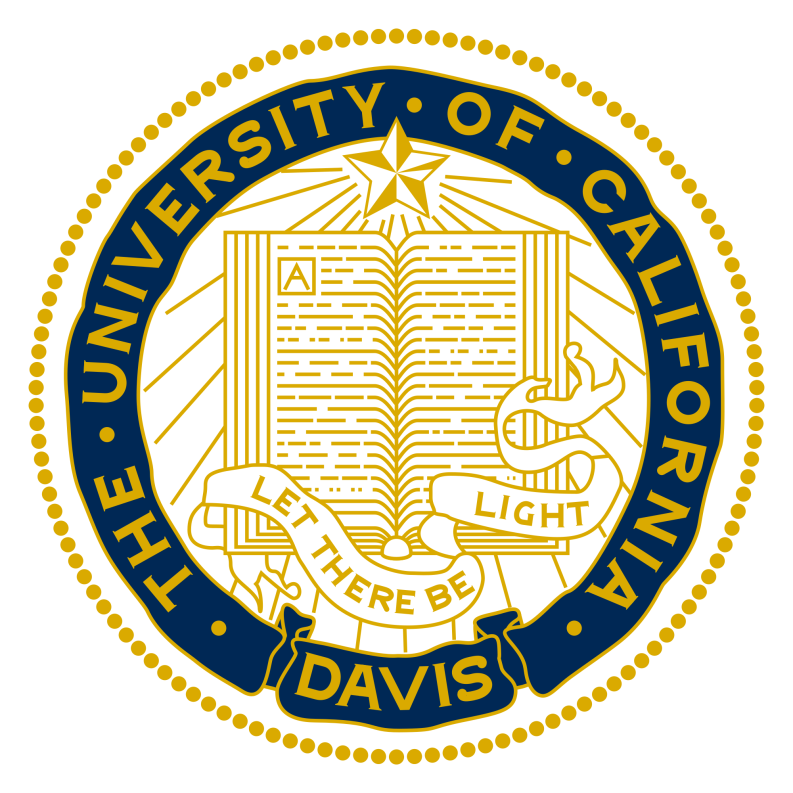 THE · UNIVERSITY · OF · CALIFORNIA
DAVIS
A
LET THERE BE
LIGHT